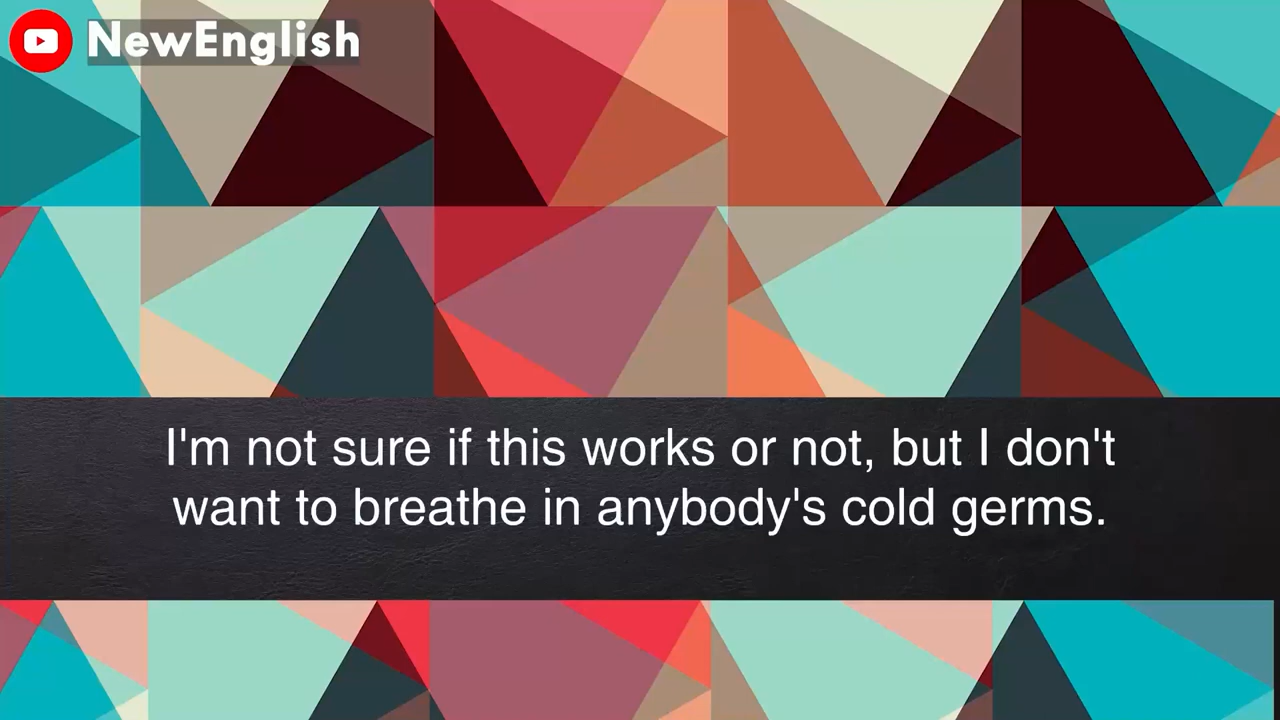 NewEnglish
I'm not sure if this works or not, but I don't
want to breathe in anybody's cold germs.